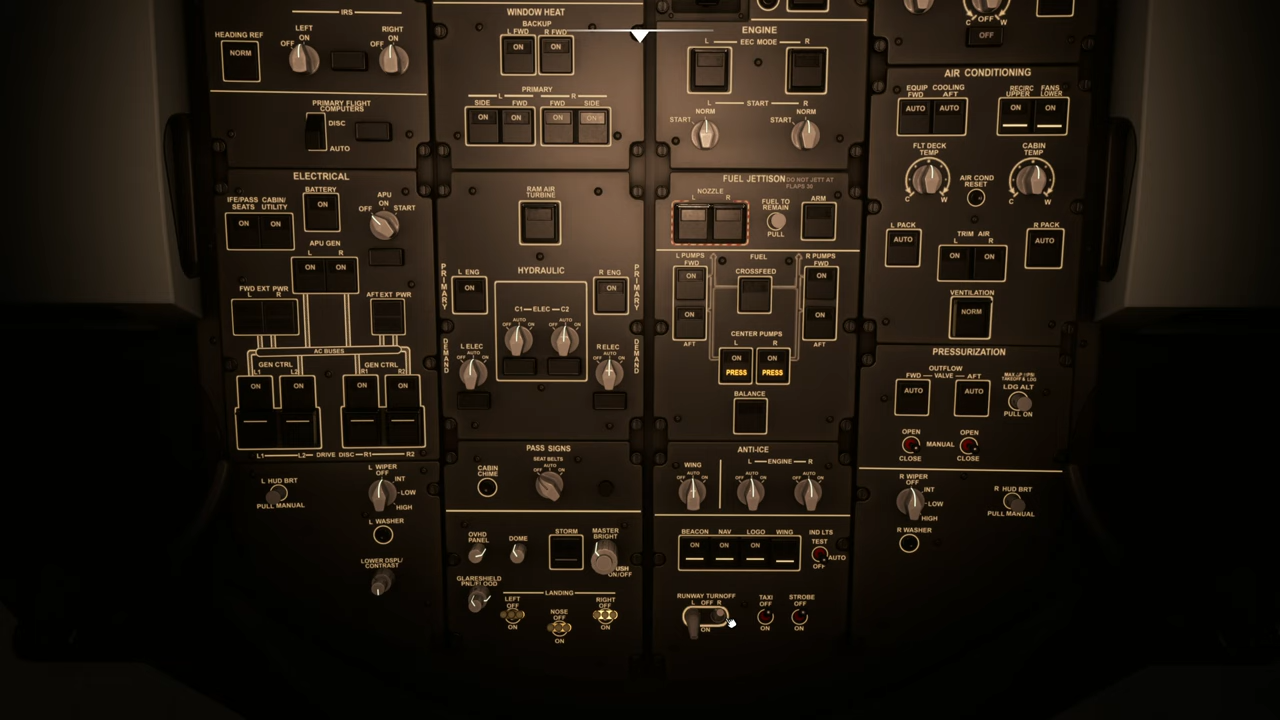 IRS
HEADING REF
NORM
LEFT
ON
OFF
RIGHT
ON
OFF
PRIMARY FLIGHT
COMPUTERS
DISC
AUTO
ELECTRICAL
BATTERY
ON
APU
ON
OFF
START
IFE/PASS
SEATS
CABIN/
UTILITY
ON
ON
APU GEN
L
R
ON
ON
FWD EXT PWR
L
R
AFT EXT PWR
AC BUSES
GEN CTRL
L1
L2
GEN CTRL
R1
R2
ON
ON
ON
ON
L1
L2
DRIVE
DISC
R1
R2
L HUD BRT
PULL MANUAL
L WIPER
OFF
INT
LOW
HIGH
L WASHER
LOWER DSPL/
CONTRAST
WINDOW HEAT
BACKUP
L FWD
R FWD
ON
ON
PRIMARY
L
R
SIDE
FWD
FWD
SIDE
ON
ON
ON
ON
RAM AIR
TURBINE
HYDRAULIC
PRIMARY
PRIMARY
L ENG
ON
R ENG
ON
C1
ELEC
C2
AUTO
OFF
ON
AUTO
OFF
ON
DEMAND
DEMAND
L ELEC
AUTO
OFF
ON
R ELEC
AUTO
OFF
ON
PASS SIGNS
CABIN
CHIME
SEAT BELTS
AUTO
OFF
ON
OVHD
PANEL
DOME
STORM
MASTER
BRIGHT
ON/OFF
GLARESHIELD
PNL/FLOOD
LANDING
LEFT
OFF
ON
NOSE
OFF
ON
RIGHT
OFF
ON
ENGINE
L
EEC MODE
R
L
START
R
NORM
START
NORM
START
FUEL JETTISON
DO NOT JETT AT
NOZZLE
L
R
FUEL TO
REMAIN
PULL
ARM
L PUMPS
FWD
FUEL
R PUMPS
FWD
CROSSFEED
ON
ON
ON
ON
AFT
AFT
CENTER PUMPS
L
R
ON
PRESS
ON
PRESS
BALANCE
ANTI-ICE
WING
L
ENGINE
R
AUTO
OFF
ON
AUTO
OFF
ON
AUTO
OFF
ON
BEACON
NAV
LOGO
WING
ON
ON
ON
IND LTS
TEST
AUTO
OFF
RUNWAY TURNOFF
L
OFF
R
ON
TAXI
OFF
ON
STROBE
OFF
ON
C
OFF
W
OFF
AIR CONDITIONING
EQUIP
COOLING
FWD
AFT
AUTO
AUTO
RECIRC
FANS
UPPER
LOWER
ON
ON
FLT DECK
TEMP
C
W
AIR COND
RESET
CABIN
TEMP
C
W
L PACK
AUTO
TRIM AIR
L
R
ON
ON
R PACK
AUTO
VENTILATION
NORM
PRESSURIZATION
OUTFLOW
FWD
VALVE
AFT
AUTO
AUTO
LDG ALT
PULL ON
OPEN
CLOSE
MANUAL
OPEN
CLOSE
R WIPER
OFF
INT
LOW
HIGH
R WASHER
R HUD BRT
PULL MANUAL